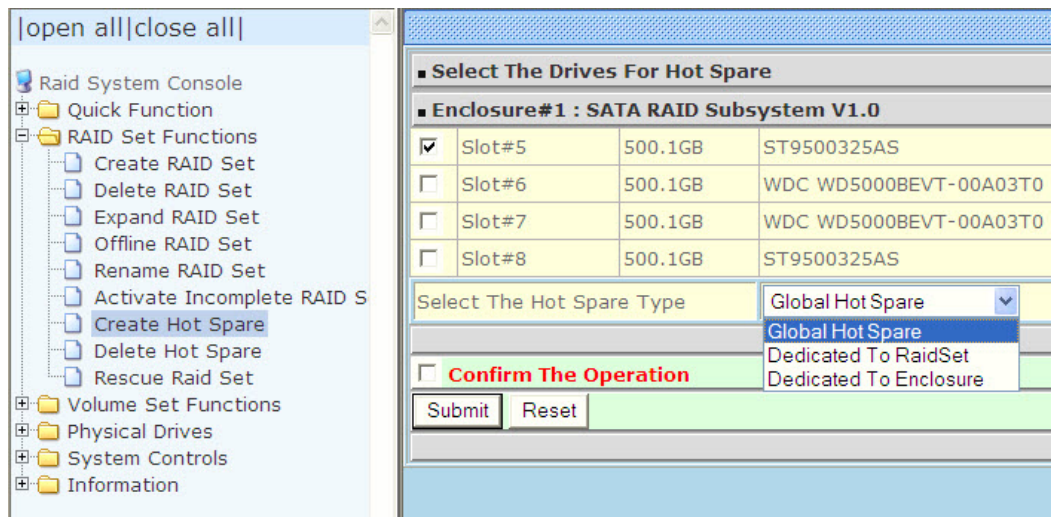 |open all|close all|
Raid System Console
Quick Function
RAID Set Functions
Create RAID Set
Delete RAID Set
Expand RAID Set
Offline RAID Set
Rename RAID Set
Activate Incomplete RAID S
Create Hot Spare
Delete Hot Spare
Rescue Raid Set
Volume Set Functions
Physical Drives
System Controls
Information
Select The Drives For Hot Spare
Enclosure#1 : SATA RAID Subsystem V1.0
Slot#5 500.1GB ST9500325AS
Slot#6 500.1GB WDC WD5000BEVT-00A03T0
Slot#7 500.1GB WDC WD5000BEVT-00A03T0
Slot#8 500.1GB ST9500325AS
Select The Hot Spare Type Global Hot Spare
Global Hot Spare
Dedicated To RaidSet
Dedicated To Enclosure
Confirm The Operation
Submit Reset